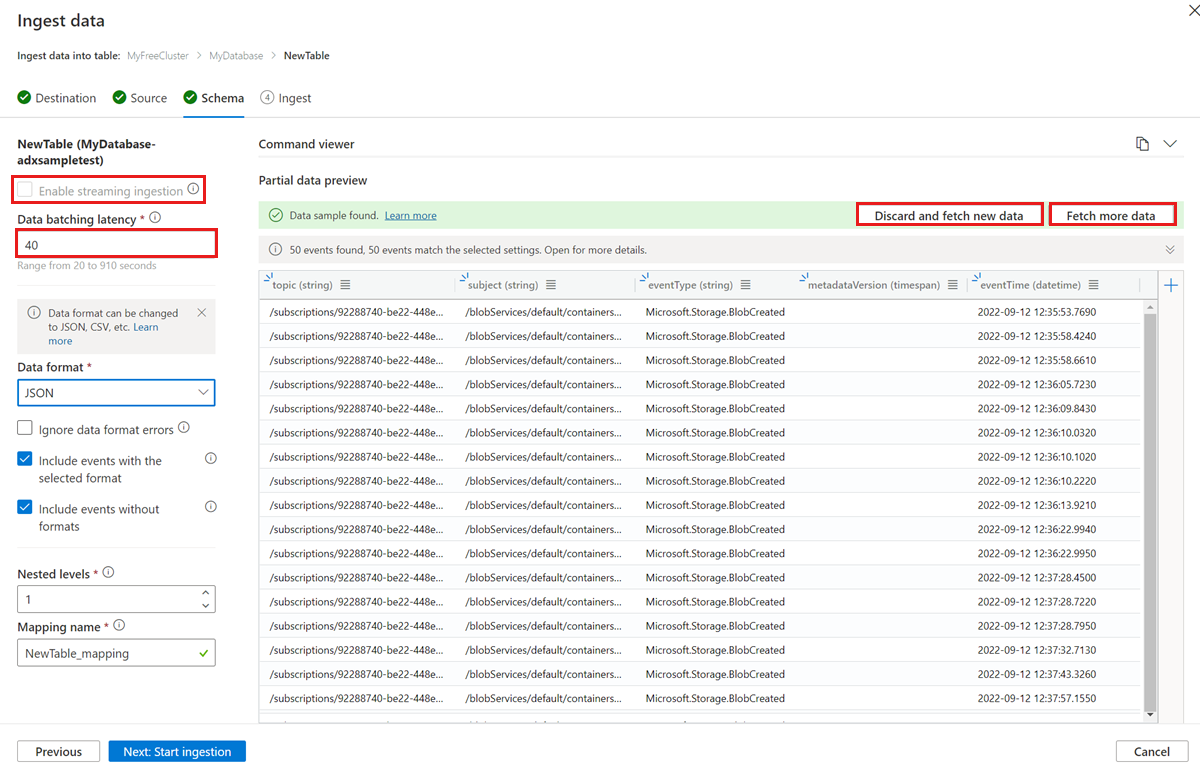 Ingest data
Ingest data into table: MyFreeCluster > MyDatabase > NewTable
Destination Source Schema 4 Ingest
NewTable (MyDatabase-
adxsampletest)
Enable streaming ingestion
Data batching latency *
40
Range from 20 to 910 seconds
Data format can be changed
to JSON, CSV, etc. Learn
more
Data format *
JSON
Ignore data format errors
Include events with the
selected format
Include events without
formats
Nested levels *
1
Mapping name *
NewTable_mapping
Command viewer
Partial data preview
Data sample found. Learn more Discard and fetch new data Fetch more data
50 events found, 50 events match the selected settings. Open for more details.
topic (string) subject (string) eventType (string) metadataVersion (timespan) eventTime (datetime)
/subscriptions/92288740-be22-448e... /blobServices/default/containers... Microsoft.Storage.BlobCreated 2022-09-12 12:35:53.7690
/subscriptions/92288740-be22-448e... /blobServices/default/containers... Microsoft.Storage.BlobCreated 2022-09-12 12:35:58.4240
/subscriptions/92288740-be22-448e... /blobServices/default/containers... Microsoft.Storage.BlobCreated 2022-09-12 12:35:58.6610
/subscriptions/92288740-be22-448e... /blobServices/default/containers... Microsoft.Storage.BlobCreated 2022-09-12 12:36:05.7230
/subscriptions/92288740-be22-448e... /blobServices/default/containers... Microsoft.Storage.BlobCreated 2022-09-12 12:36:09.8430
/subscriptions/92288740-be22-448e... /blobServices/default/containers... Microsoft.Storage.BlobCreated 2022-09-12 12:36:10.0320
/subscriptions/92288740-be22-448e... /blobServices/default/containers... Microsoft.Storage.BlobCreated 2022-09-12 12:36:10.1020
/subscriptions/92288740-be22-448e... /blobServices/default/containers... Microsoft.Storage.BlobCreated 2022-09-12 12:36:10.2220
/subscriptions/92288740-be22-448e... /blobServices/default/containers... Microsoft.Storage.BlobCreated 2022-09-12 12:36:13.9210
/subscriptions/92288740-be22-448e... /blobServices/default/containers... Microsoft.Storage.BlobCreated 2022-09-12 12:36:22.9940
/subscriptions/92288740-be22-448e... /blobServices/default/containers... Microsoft.Storage.BlobCreated 2022-09-12 12:36:22.9950
/subscriptions/92288740-be22-448e... /blobServices/default/containers... Microsoft.Storage.BlobCreated 2022-09-12 12:37:28.4500
/subscriptions/92288740-be22-448e... /blobServices/default/containers... Microsoft.Storage.BlobCreated 2022-09-12 12:37:28.7220
/subscriptions/92288740-be22-448e... /blobServices/default/containers... Microsoft.Storage.BlobCreated 2022-09-12 12:37:28.7950
/subscriptions/92288740-be22-448e... /blobServices/default/containers... Microsoft.Storage.BlobCreated 2022-09-12 12:37:32.7130
/subscriptions/92288740-be22-448e... /blobServices/default/containers... Microsoft.Storage.BlobCreated 2022-09-12 12:37:43.3260
/subscriptions/92288740-be22-448e... /blobServices/default/containers... Microsoft.Storage.BlobCreated 2022-09-12 12:37:57.1550
Previous Next: Start ingestion Cancel